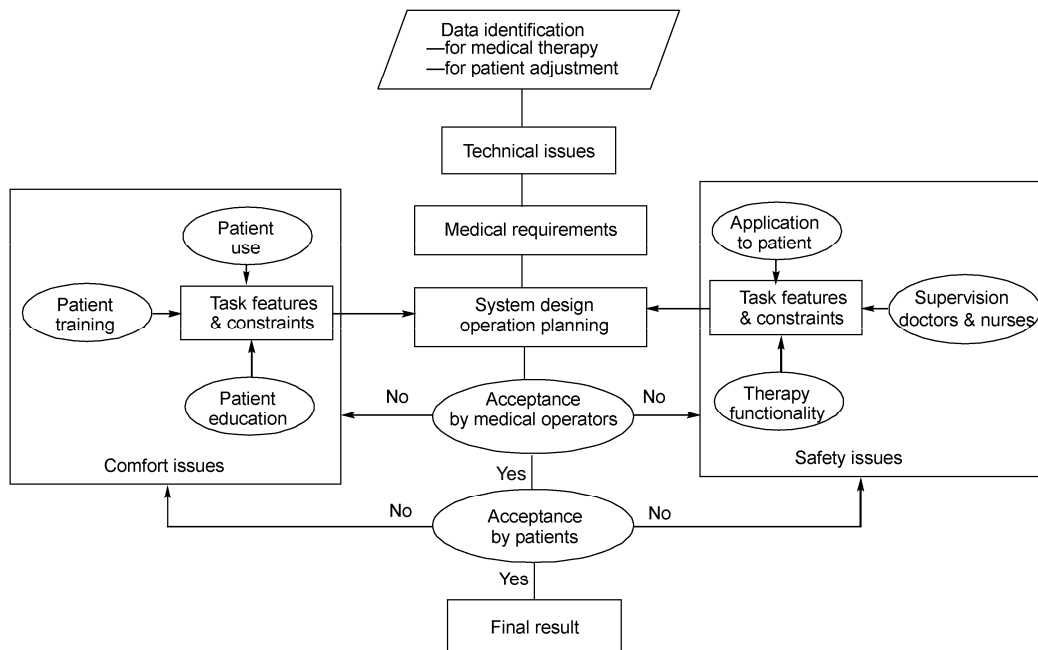 Data identification
—for medical therapy
—for patient adjustment
Technical issues
Medical requirements
System design
operation planning
Patient
use
Patient
training
Task features
& constraints
Patient
education
Comfort issues
Application
to patient
Task features
& constraints
Supervision
doctors & nurses
Therapy
functionality
Safety issues
No
Acceptance
by medical operators
No
Yes
No
Acceptance
by patients
No
Yes
Final result